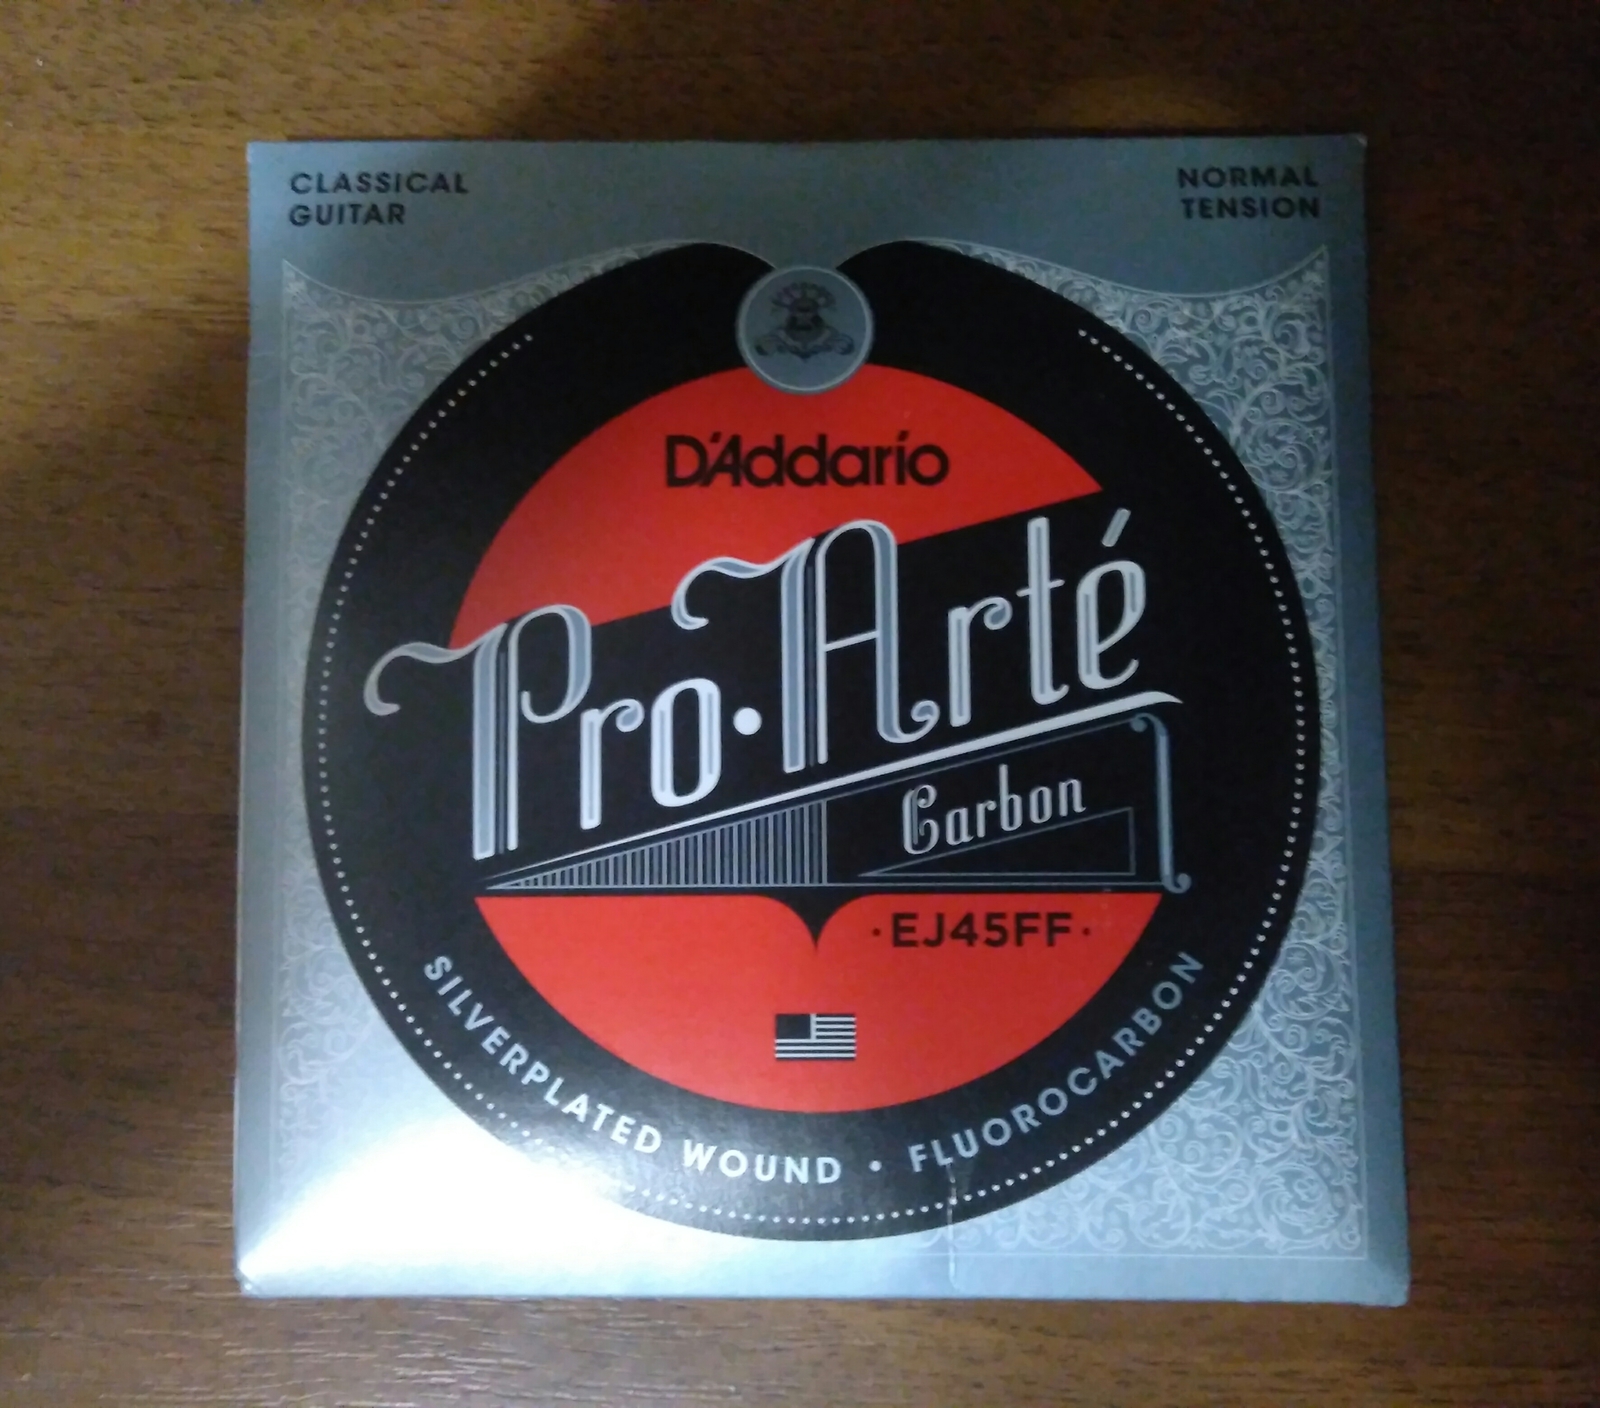 CLASSICAL
GUITAR
NORMAL
TENSION
D'Addario
Pro·Arté
Carbon
·EJ45FF·
SILVERPLATED WOUND • FLUOROCARBON